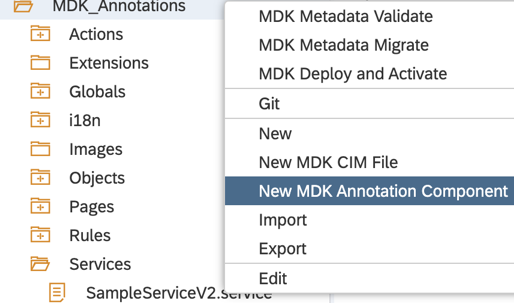 MDK_Annotations
Actions
Extensions
Globals
i18n
Images
Objects
Pages
Rules
Services
SampleServiceV2.service
MDK Metadata Validate
MDK Metadata Migrate
MDK Deploy and Activate
Git
New
New MDK CIM File
New MDK Annotation Component
Import
Export
Edit